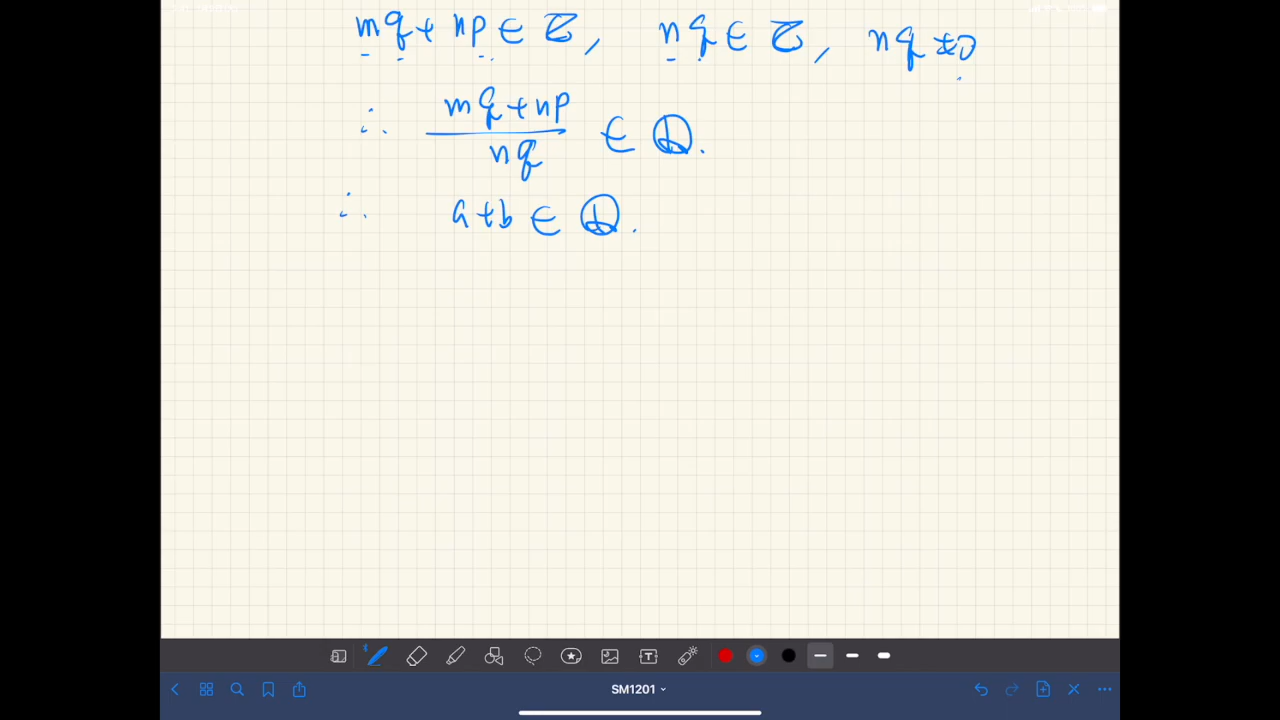 mq + np ∈ ℤ, nq ∈ ℤ, nq ≠ 0
∴ (mq + np)/(nq) ∈ ℚ.
∴ a + b ∈ ℚ.
SM1201